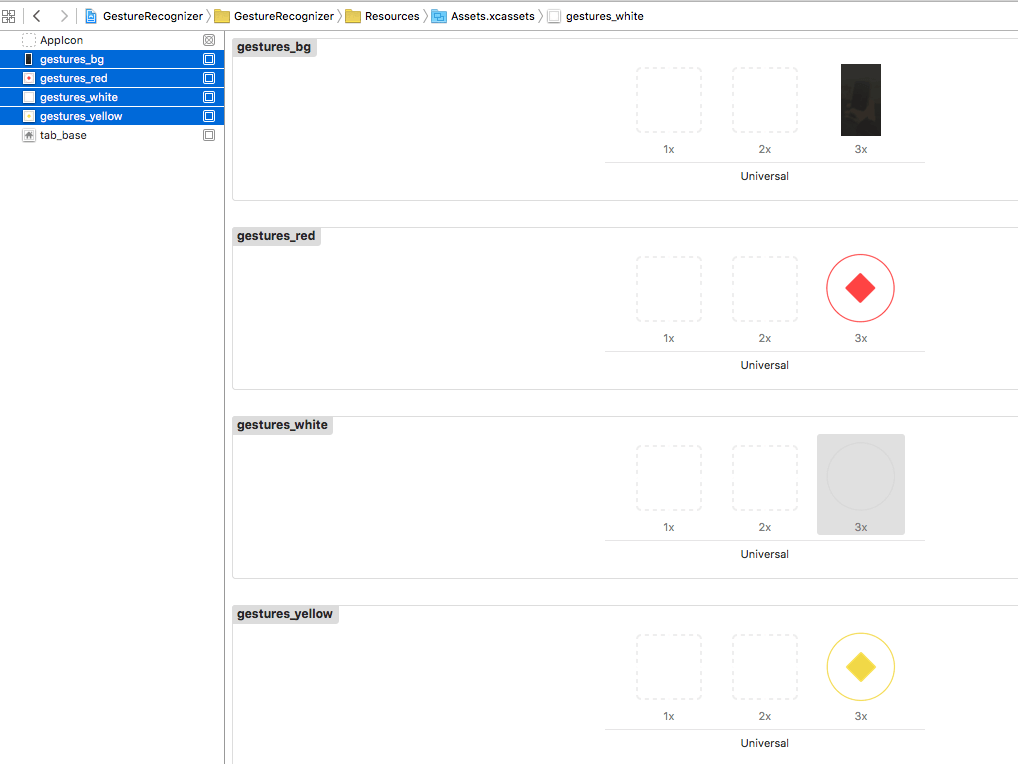 GestureRecognizer GestureRecognizer Resources Assets.xcassets gestures_white
AppIcon
gestures_bg
gestures_red
gestures_white
gestures_yellow
tab_base
gestures_bg
1x 2x 3x
Universal
gestures_red
1x 2x 3x
Universal
gestures_white
1x 2x 3x
Universal
gestures_yellow
1x 2x 3x
Universal